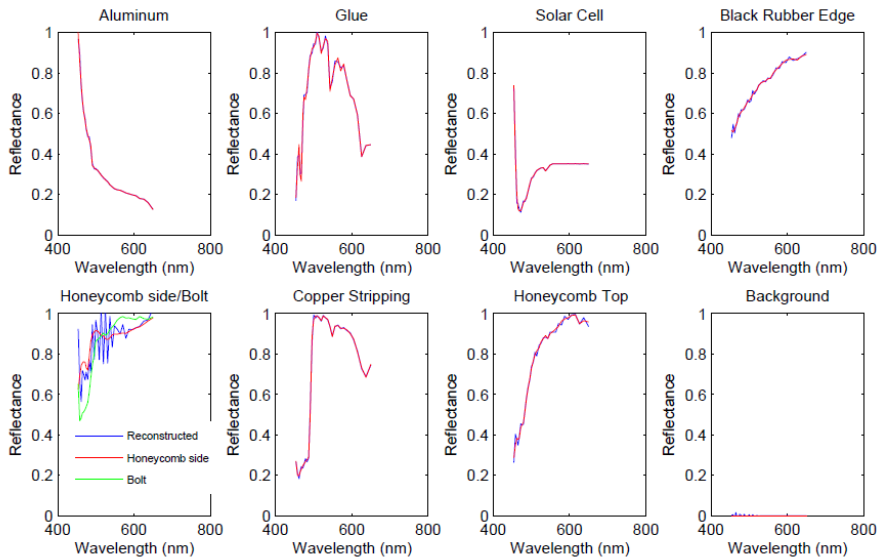 Aluminum
Glue
Solar Cell
Black Rubber Edge
1
0.8
0.6
0.4
0.2
0
Reflectance
400
600
800
Wavelength (nm)
1
0.8
0.6
0.4
0.2
0
Reflectance
400
600
800
Wavelength (nm)
1
0.8
0.6
0.4
0.2
0
Reflectance
400
600
800
Wavelength (nm)
1
0.8
0.6
0.4
0.2
0
Reflectance
400
600
800
Wavelength (nm)
Honeycomb side/Bolt
Copper Stripping
Honeycomb Top
Background
1
0.8
0.6
0.4
0.2
0
Reflectance
Reconstructed
Honeycomb side
Bolt
400
600
800
Wavelength (nm)
1
0.8
0.6
0.4
0.2
0
Reflectance
400
600
800
Wavelength (nm)
1
0.8
0.6
0.4
0.2
0
Reflectance
400
600
800
Wavelength (nm)
1
0.8
0.6
0.4
0.2
0
Reflectance
400
600
800
Wavelength (nm)